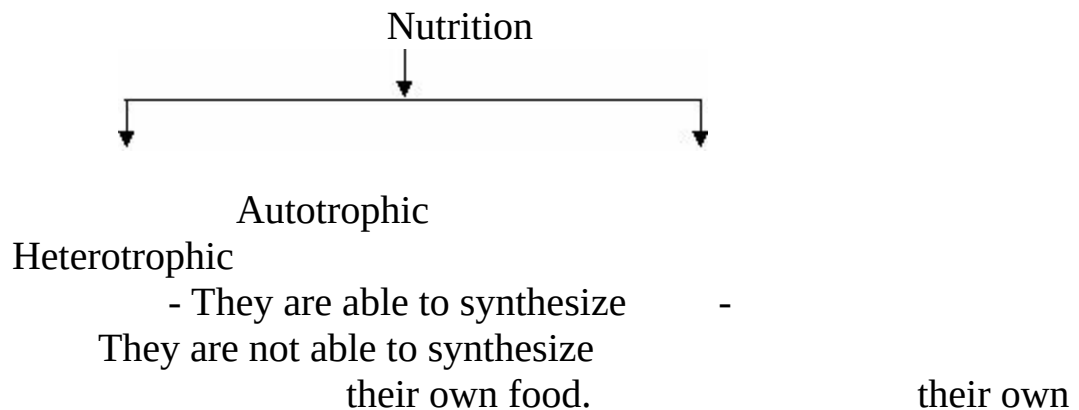 Nutrition
Autotrophic
Heterotrophic
- They are able to synthesize -
They are not able to synthesize
their own food. their own